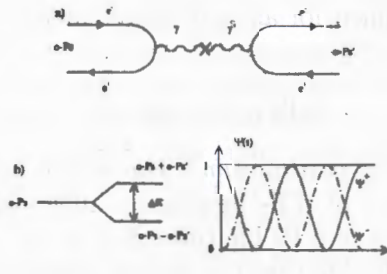 a)
e⁻ γ γ' e⁻
o-Ps o-Ps'
e⁺ e⁺
b)
o-Ps + o-Ps'
o-Ps ΔE
o-Ps - o-Ps'
Ψ(t)
1
Ψ⁺
Ψ⁻
0